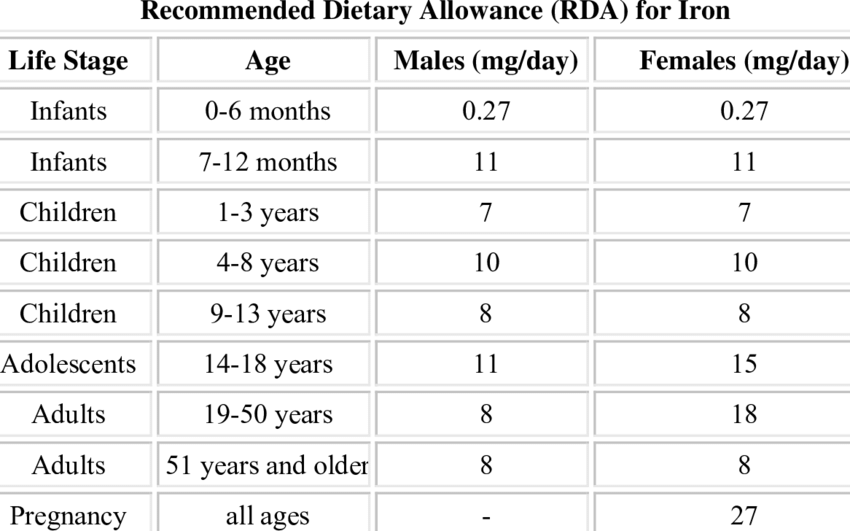 Recommended Dietary Allowance (RDA) for Iron
Life Stage Age Males (mg/day) Females (mg/day)
Infants 0-6 months 0.27 0.27
Infants 7-12 months 11 11
Children 1-3 years 7 7
Children 4-8 years 10 10
Children 9-13 years 8 8
Adolescents 14-18 years 11 15
Adults 19-50 years 8 18
Adults 51 years and older 8 8
Pregnancy all ages - 27